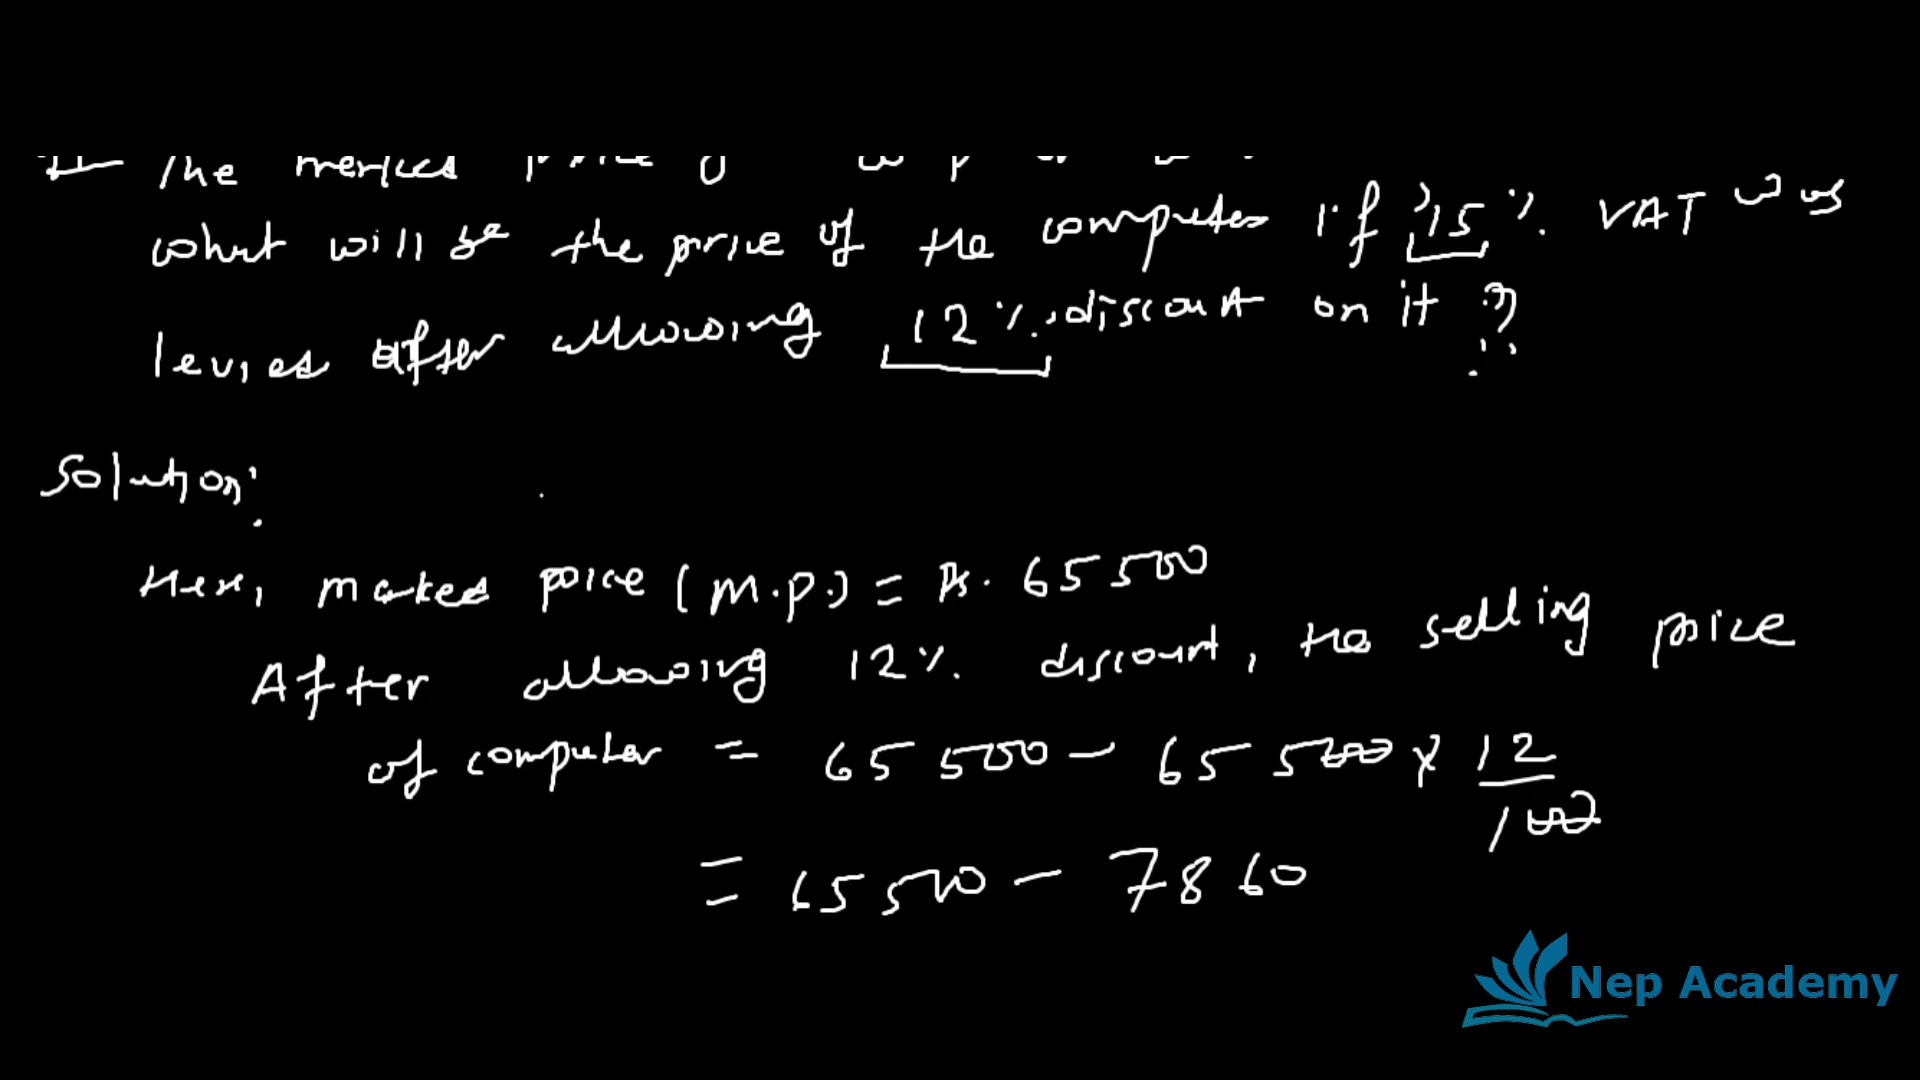 The
what will be the price of the computer if 15% VAT was
levied after allowing 12% discount on it ?
Solution:
Here, marked price (M.P.) = Rs. 65500
After allowing 12% discount, the selling price
of computer = 65500 - 65500 x 12/100
= 65500 - 7860
Nep Academy